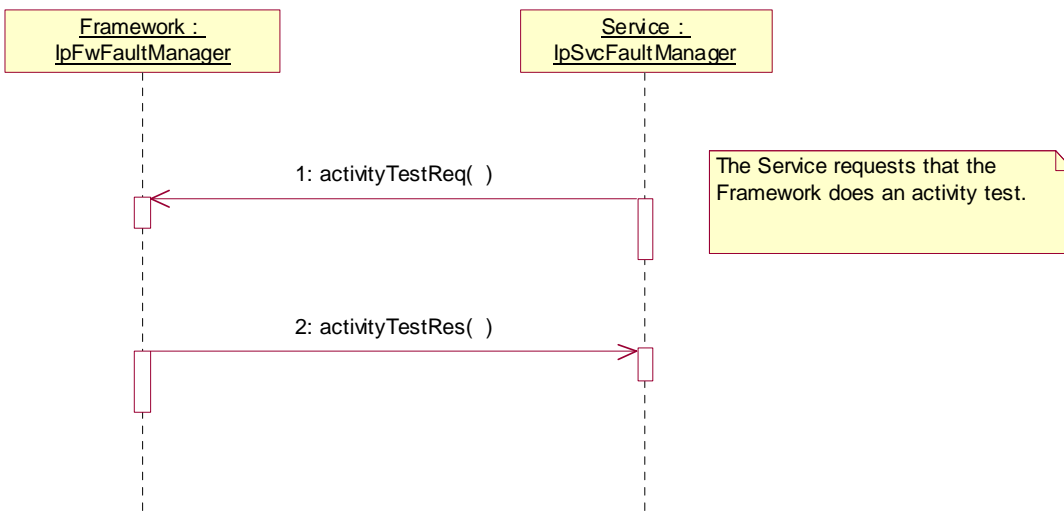 Framework :
IpFwFaultManager
Service :
IpSvcFaultManager
1: activityTestReq( )
The Service requests that the
Framework does an activity test.
2: activityTestRes( )